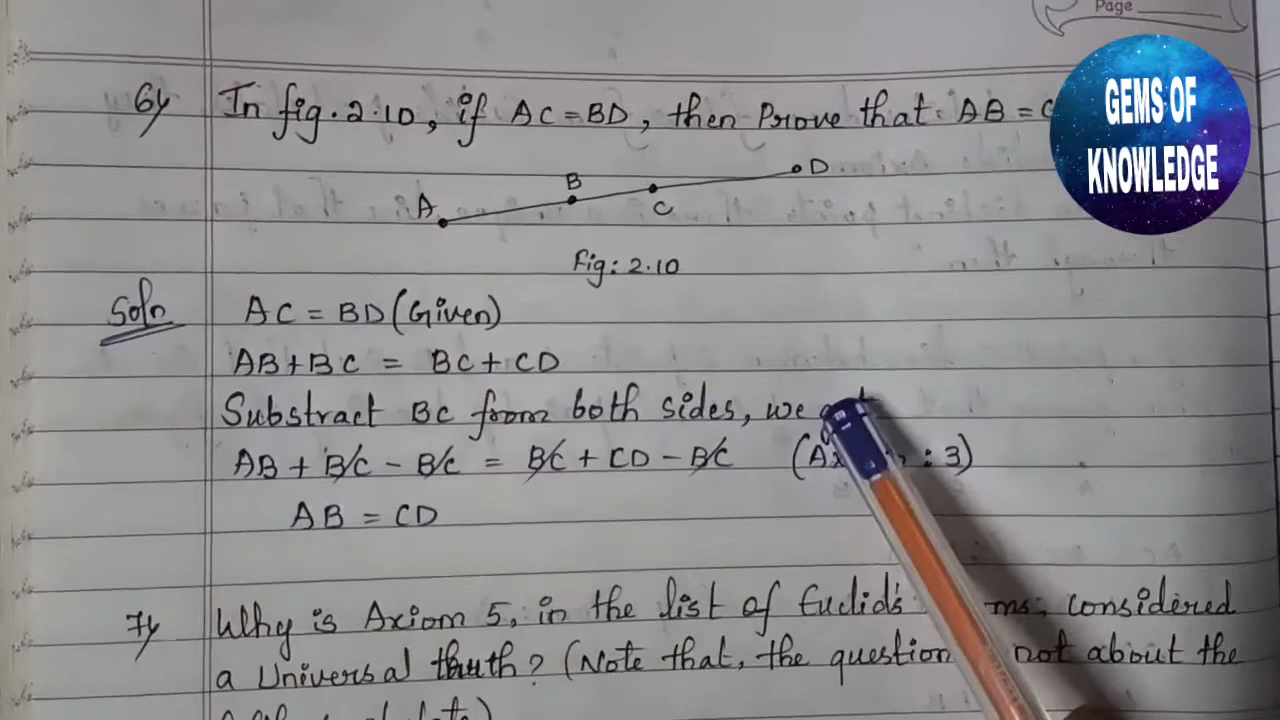 Page
GEMS OF
KNOWLEDGE
6) In fig. 2.10, if AC = BD, then Prove that: AB =
A B C D
Fig: 2.10
Soln AC = BD (Given)
AB + BC = BC + CD
Substract BC from both sides, we
AB + BC - BC = BC + CD - BC ( : 3)
AB = CD
7) Why is Axiom 5, in the list of Euclid's considered
a Universal thuth? (Note that, the question not about the